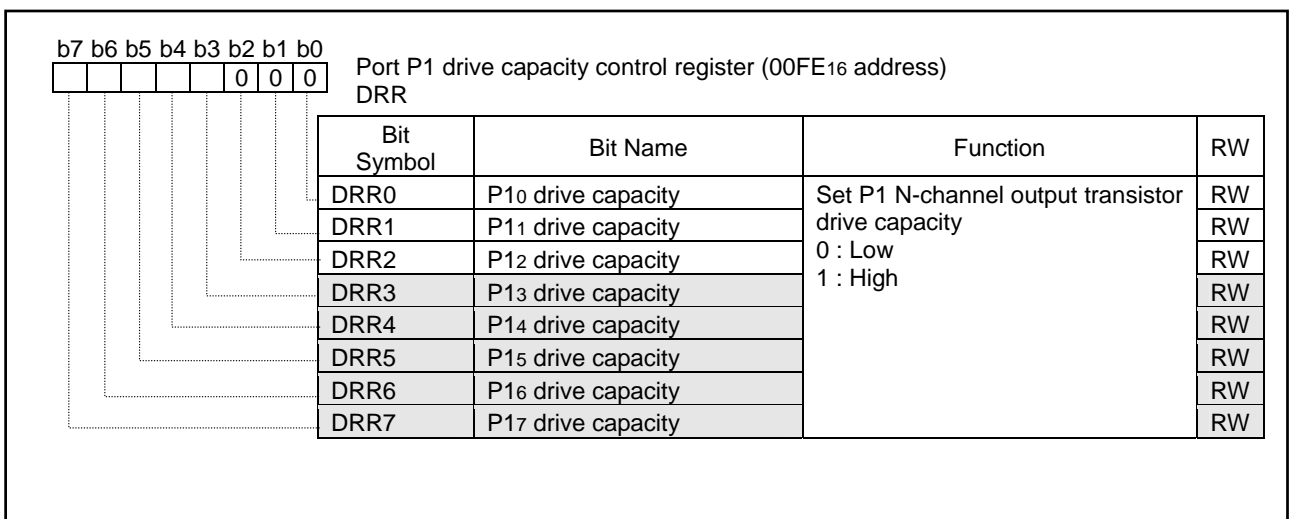 b7 b6 b5 b4 b3 b2 b1 b0
0 0 0
Port P1 drive capacity control register (00FE16 address)
DRR
Bit Symbol Bit Name Function RW
DRR0 P10 drive capacity Set P1 N-channel output transistor RW
DRR1 P11 drive capacity drive capacity RW
DRR2 P12 drive capacity 0 : Low RW
DRR3 P13 drive capacity 1 : High RW
DRR4 P14 drive capacity RW
DRR5 P15 drive capacity RW
DRR6 P16 drive capacity RW
DRR7 P17 drive capacity RW